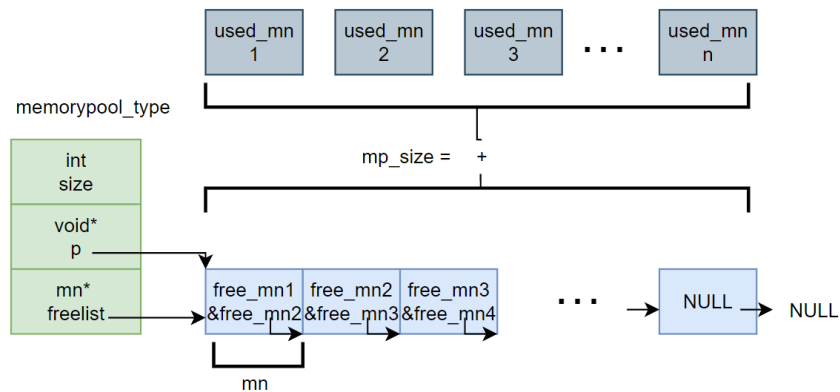 used_mn
1
used_mn
2
used_mn
3
...
used_mn
n
memorypool_type
int
size
mp_size = +
void*
p
mn*
freelist
free_mn1
&free_mn2
free_mn2
&free_mn3
free_mn3
&free_mn4
...
NULL
NULL
mn